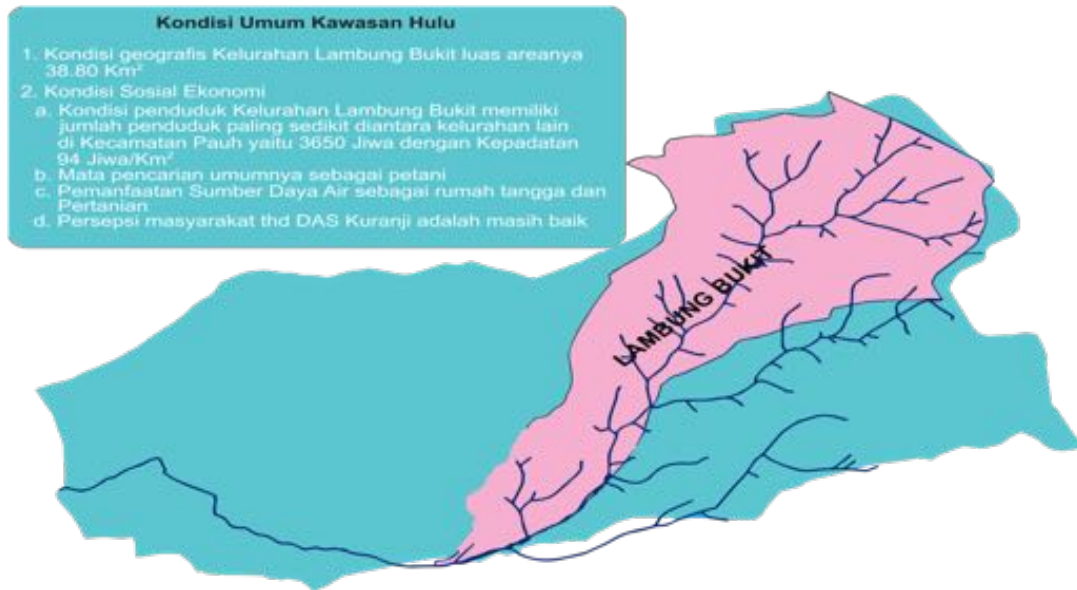 Kondisi Umum Kawasan Hulu
1. Kondisi geografis Kelurahan Lambung Bukit luas areanya
38.80 Km²
2. Kondisi Sosial Ekonomi
a. Kondisi penduduk Kelurahan Lambung Bukit memiliki
jumlah penduduk paling sedikit diantara kelurahan lain
di Kecamatan Pauh yaitu 3650 Jiwa dengan Kepadatan
94 Jiwa/Km²
b. Mata pencarian umumnya sebagai petani
c. Pemanfaatan Sumber Daya Air sebagai rumah tangga dan
Pertanian
d. Persepsi masyarakat thd DAS Kuranji adalah masih baik
LAMBUNG BUKIT